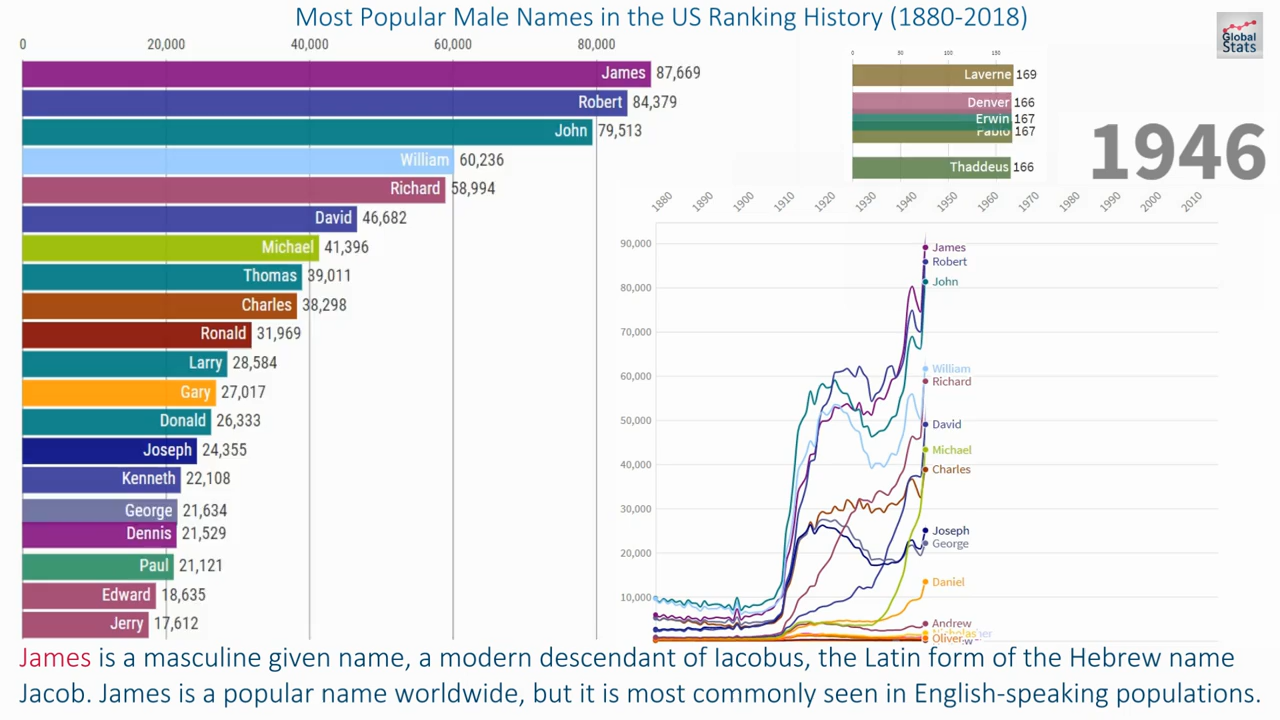 Most Popular Male Names in the US Ranking History (1880-2018)
Global
Stats
0 20,000 40,000 60,000 80,000
James 87,669
Robert 84,379
John 79,513
William 60,236
Richard 58,994
David 46,682
Michael 41,396
Thomas 39,011
Charles 38,298
Ronald 31,969
Larry 28,584
Gary 27,017
Donald 26,333
Joseph 24,355
Kenneth 22,108
George 21,634
Dennis 21,529
Paul 21,121
Edward 18,635
Jerry 17,612
0 50 100 150
Laverne 169
Denver 166
Erwin 167
Pablo 167
Thaddeus 166
1946
1880 1890 1900 1910 1920 1930 1940 1950 1960 1970 1980 1990 2000 2010
90,000
80,000
70,000
60,000
50,000
40,000
30,000
20,000
10,000
James
Robert
John
William
Richard
David
Michael
Charles
Joseph
George
Daniel
Andrew
Nicholas
Oliver
James is a masculine given name, a modern descendant of Iacobus, the Latin form of the Hebrew name
Jacob. James is a popular name worldwide, but it is most commonly seen in English-speaking populations.